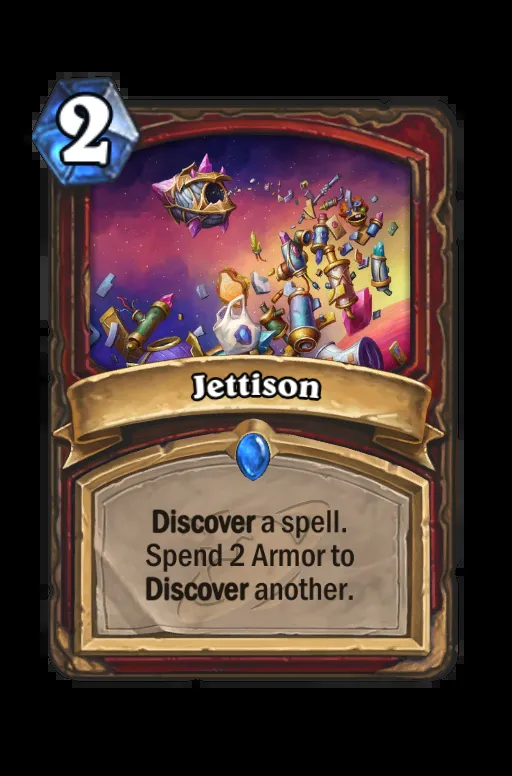 2
Jettison
Discover a spell.
Spend 2 Armor to
Discover another.